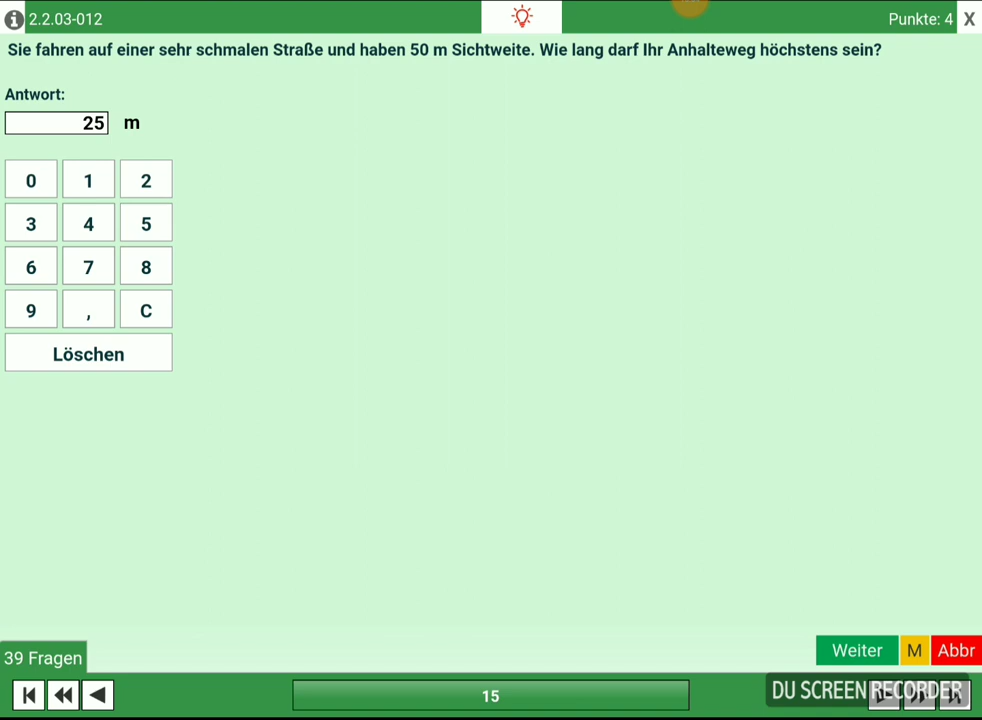 2.2.03-012
Punkte: 4 X
Sie fahren auf einer sehr schmalen Straße und haben 50 m Sichtweite. Wie lang darf Ihr Anhalteweg höchstens sein?
Antwort:
25 m
0 1 2
3 4 5
6 7 8
9 , C
Löschen
39 Fragen
Weiter M Abbr
15
DU SCREEN RECORDER